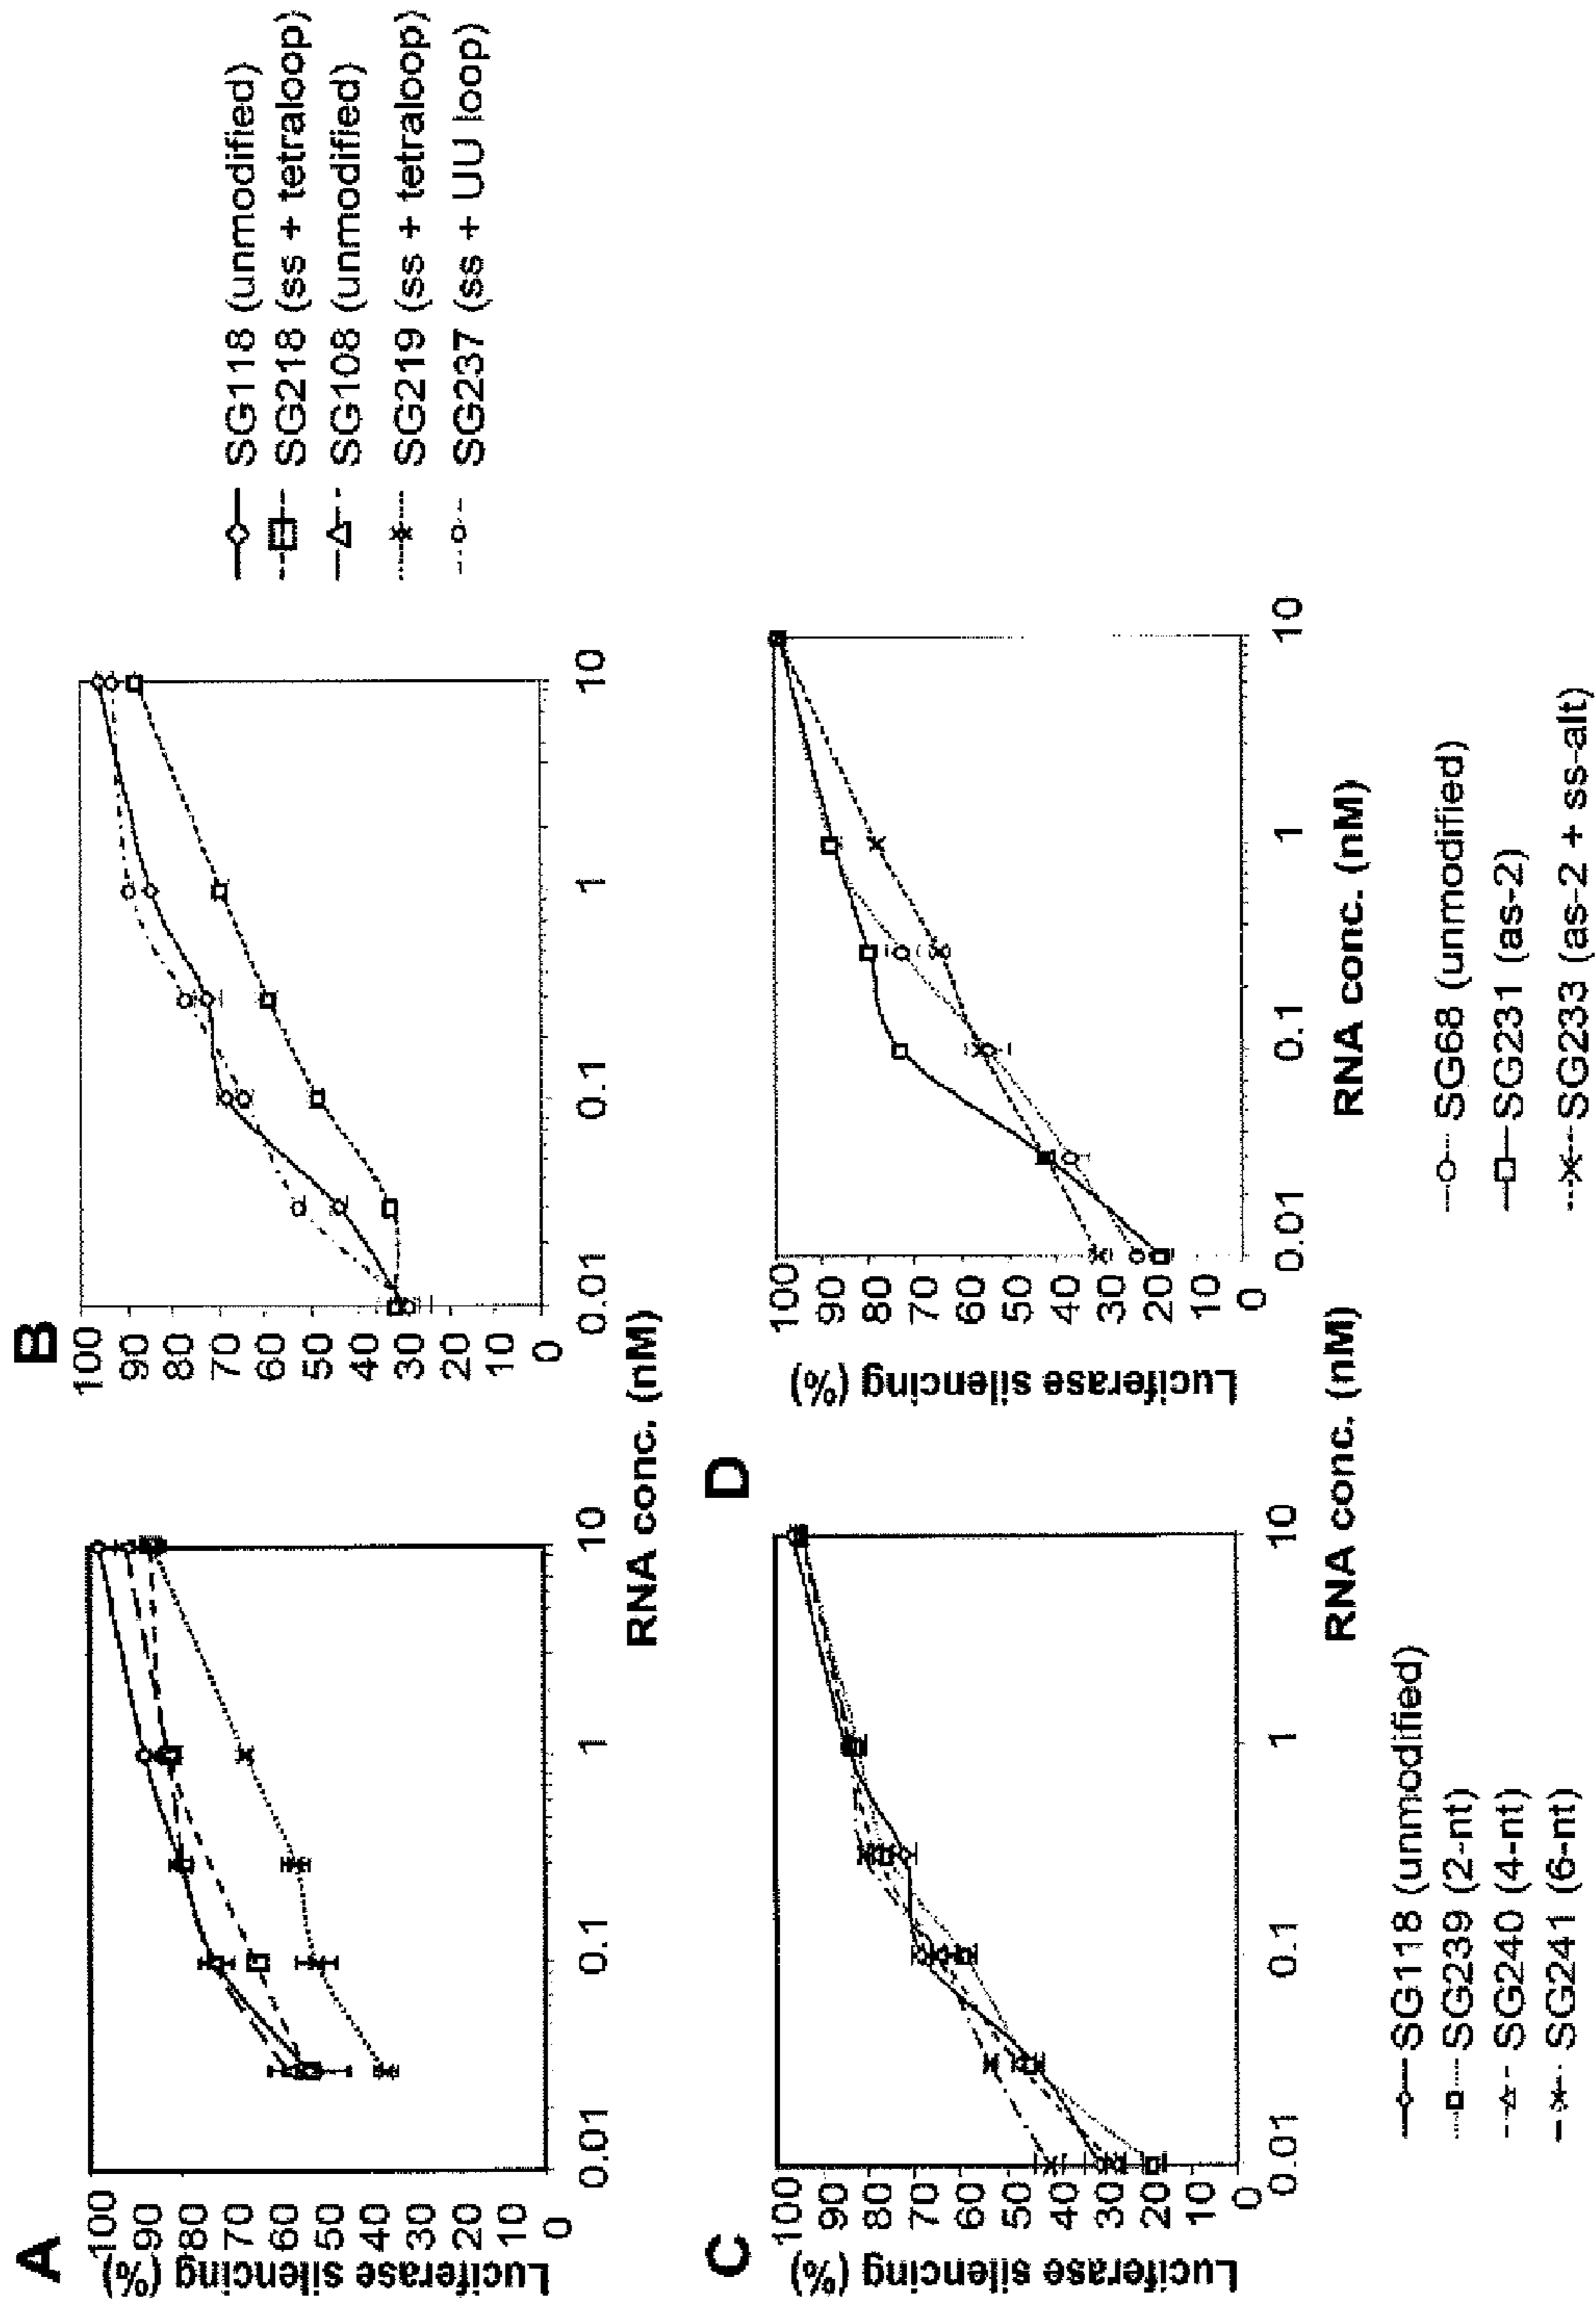 A
Luciferase silencing (%)
100
90
80
70
60
50
40
30
20
10
0
0.01
0.1
1
10
RNA conc. (nM)
B
100
90
80
70
60
50
40
30
20
10
0
0.01
0.1
1
10
SG118 (unmodified)
SG218 (ss + tetraloop)
SG108 (unmodified)
SG219 (ss + tetraloop)
SG237 (ss + UU loop)
C
Luciferase silencing (%)
100
90
80
70
60
50
40
30
20
10
0
0.01
0.1
1
10
RNA conc. (nM)
SG118 (unmodified)
SG239 (2-nt)
SG240 (4-nt)
SG241 (6-nt)
D
Luciferase silencing (%)
100
90
80
70
60
50
40
30
20
10
0
0.01
0.1
1
10
RNA conc. (nM)
SG68 (unmodified)
SG231 (as-2)
SG233 (as-2 + ss-alt)